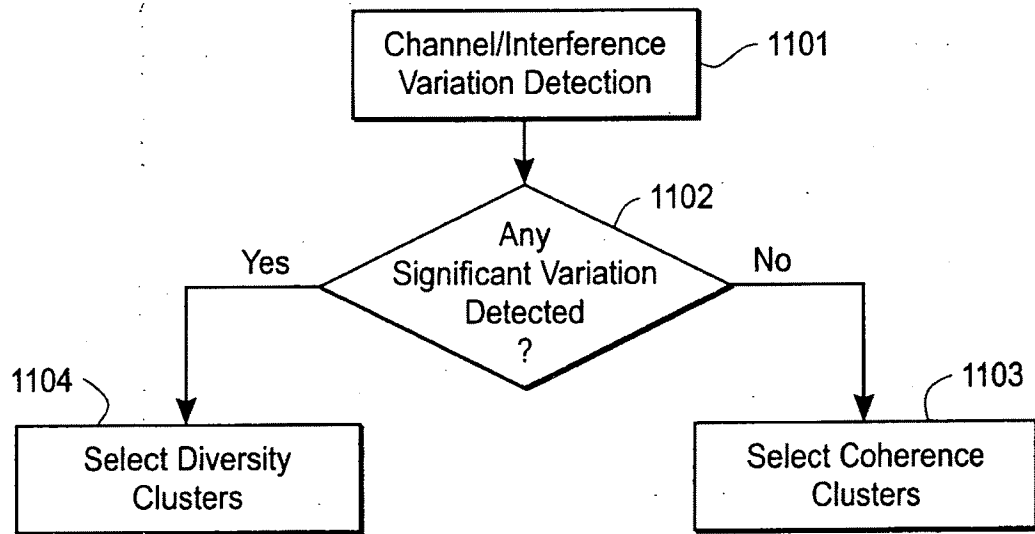 Channel/Interference
Variation Detection
1101
1102
Any
Significant Variation
Detected
?
Yes
No
1104
1103
Select Diversity
Clusters
Select Coherence
Clusters